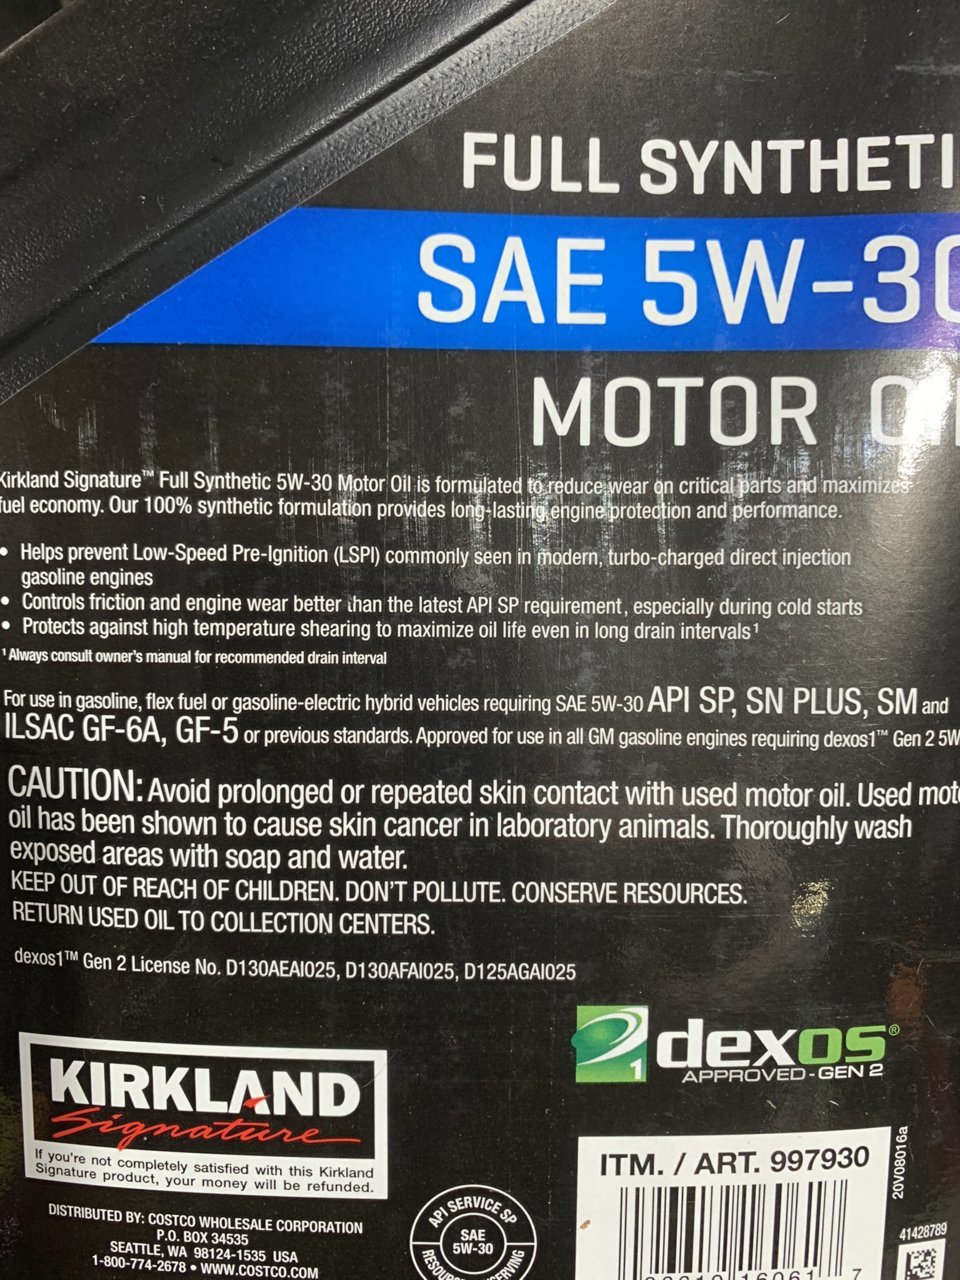 FULL SYNTHETI
SAE 5W-30
MOTOR OI
Kirkland Signature™ Full Synthetic 5W-30 Motor Oil is formulated to reduce wear on critical parts and maximizes
fuel economy. Our 100% synthetic formulation provides long-lasting engine protection and performance.
• Helps prevent Low-Speed Pre-Ignition (LSPI) commonly seen in modern, turbo-charged direct injection
gasoline engines
• Controls friction and engine wear better than the latest API SP requirement, especially during cold starts
• Protects against high temperature shearing to maximize oil life even in long drain intervals¹
¹ Always consult owner's manual for recommended drain interval
For use in gasoline, flex fuel or gasoline-electric hybrid vehicles requiring SAE 5W-30 API SP, SN PLUS, SM and
ILSAC GF-6A, GF-5 or previous standards. Approved for use in all GM gasoline engines requiring dexos1™ Gen 2 5W
CAUTION: Avoid prolonged or repeated skin contact with used motor oil. Used moto
oil has been shown to cause skin cancer in laboratory animals. Thoroughly wash
exposed areas with soap and water.
KEEP OUT OF REACH OF CHILDREN. DON'T POLLUTE. CONSERVE RESOURCES.
RETURN USED OIL TO COLLECTION CENTERS.
dexos1™ Gen 2 License No. D130AEAI025, D130AFAI025, D125AGAI025
1 dexos®
APPROVED-GEN 2
KIRKLAND
Signature
If you're not completely satisfied with this Kirkland
Signature product, your money will be refunded.
DISTRIBUTED BY: COSTCO WHOLESALE CORPORATION
P.O. BOX 34535
SEATTLE, WA 98124-1535 USA
1-800-774-2678 • WWW.COSTCO.COM
API SERVICE SP
SAE
5W-30
ITM. / ART. 997930
20V08016a
41428789
7